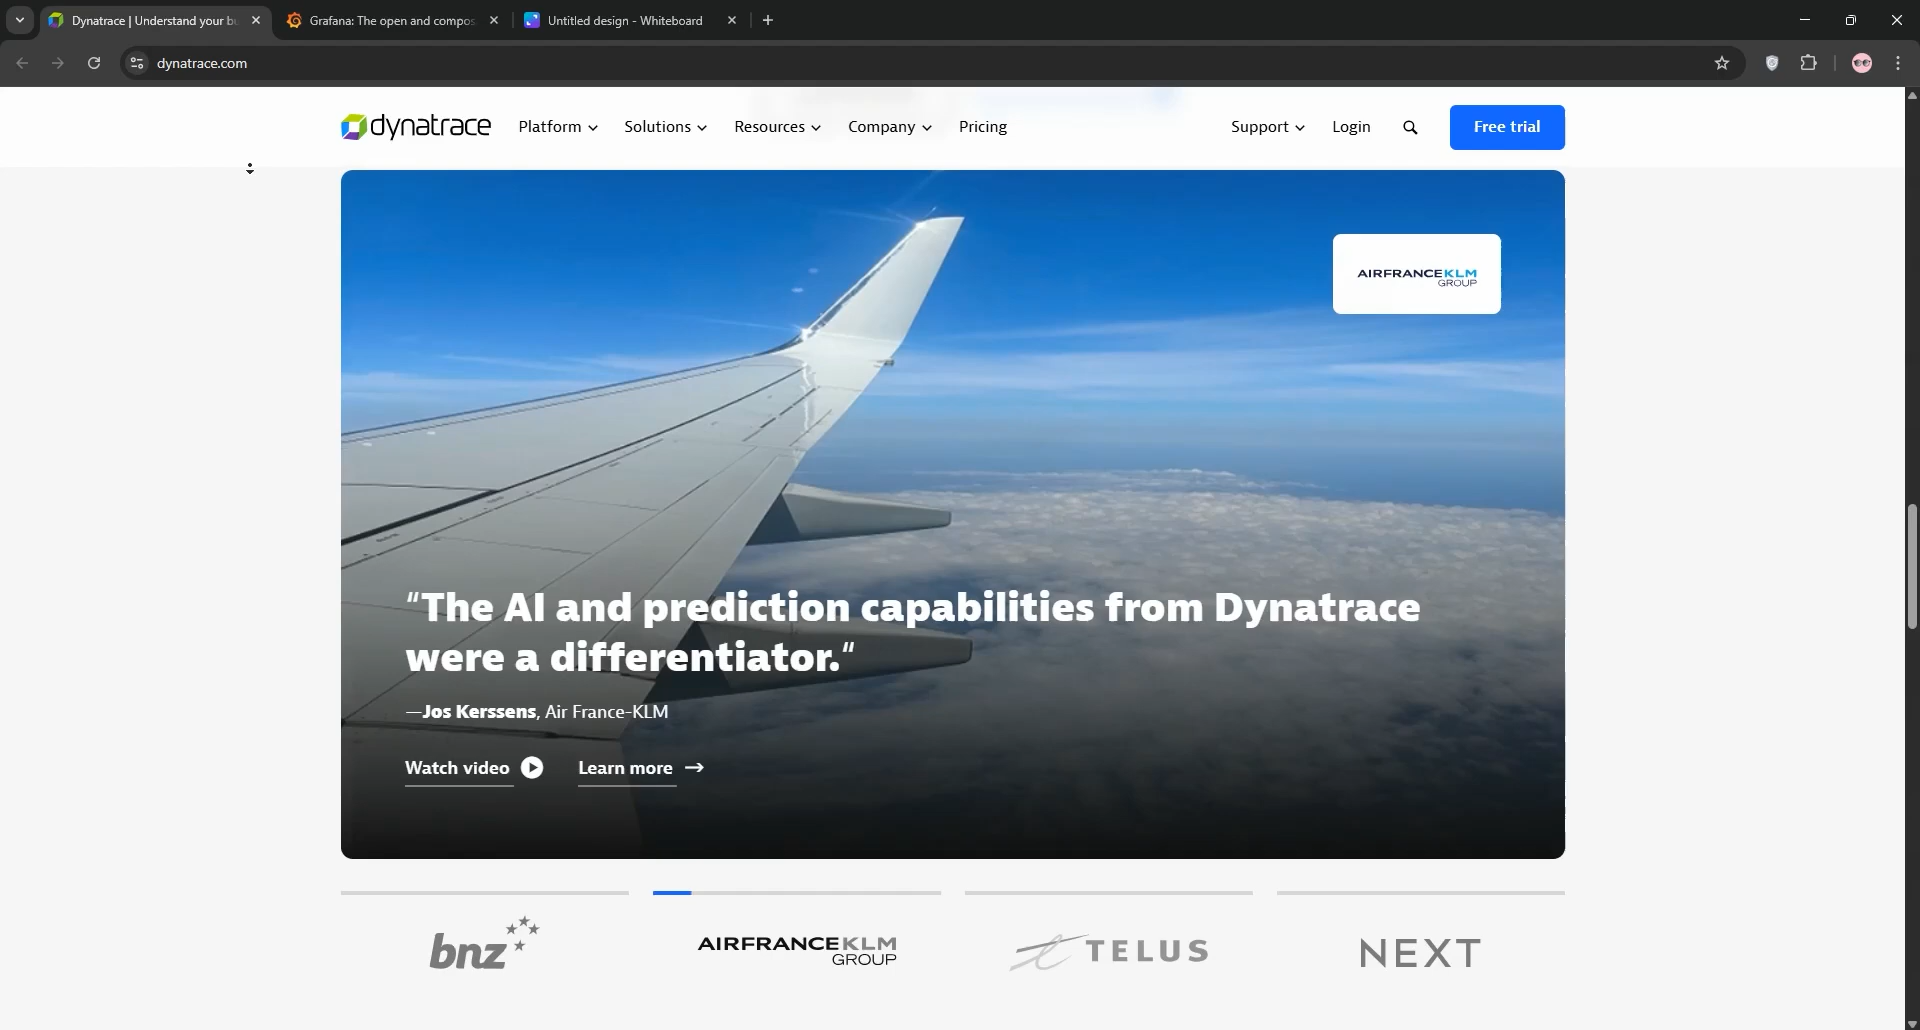 Dynatrace | Understand your bu
Grafana: The open and compos
Untitled design - Whiteboard
dynatrace.com
dynatrace
Platform
Solutions
Resources
Company
Pricing
Support
Login
Free trial
AIRFRANCEKLM
GROUP
"The AI and prediction capabilities from Dynatrace
were a differentiator."
—Jos Kerssens, Air France-KLM
Watch video
Learn more
bnz
AIRFRANCEKLM
GROUP
TELUS
NEXT